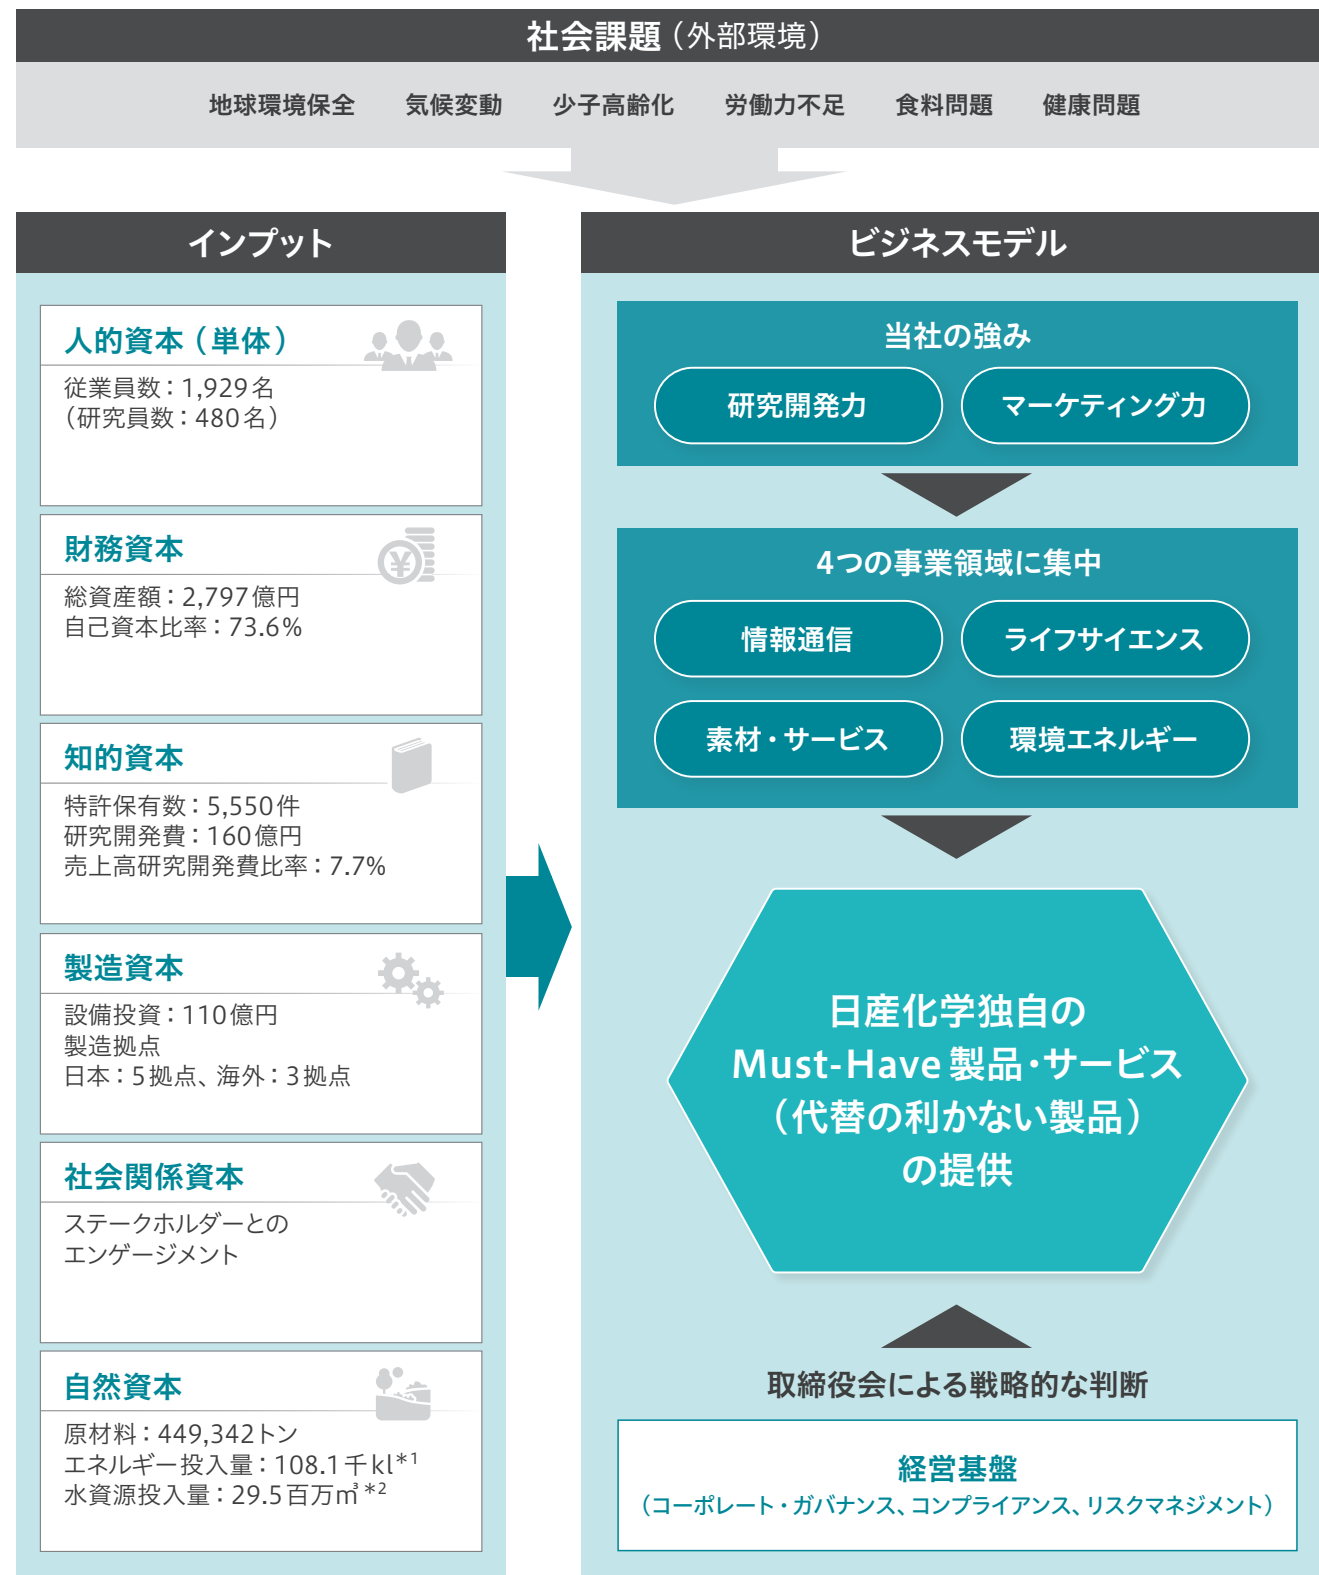 社会課題（外部環境）
地球環境保全 気候変動 少子高齢化 労働力不足 食料問題 健康問題
インプット
人的資本（単体）
従業員数：1,929名
（研究員数：480名）
財務資本
総資産額：2,797億円
自己資本比率：73.6%
知的資本
特許保有数：5,550件
研究開発費：160億円
売上高研究開発費比率：7.7%
製造資本
設備投資：110億円
製造拠点
日本：5拠点、海外：3拠点
社会関係資本
ステークホルダーとの
エンゲージメント
自然資本
原材料：449,342トン
エネルギー投入量：108.1千kl*1
水資源投入量：29.5百万㎥*2
ビジネスモデル
当社の強み
研究開発力 マーケティング力
4つの事業領域に集中
情報通信 ライフサイエンス
素材・サービス 環境エネルギー
日産化学独自の
Must-Have製品・サービス
（代替の利かない製品）
の提供
取締役会による戦略的な判断
経営基盤
（コーポレート・ガバナンス、コンプライアンス、リスクマネジメント）